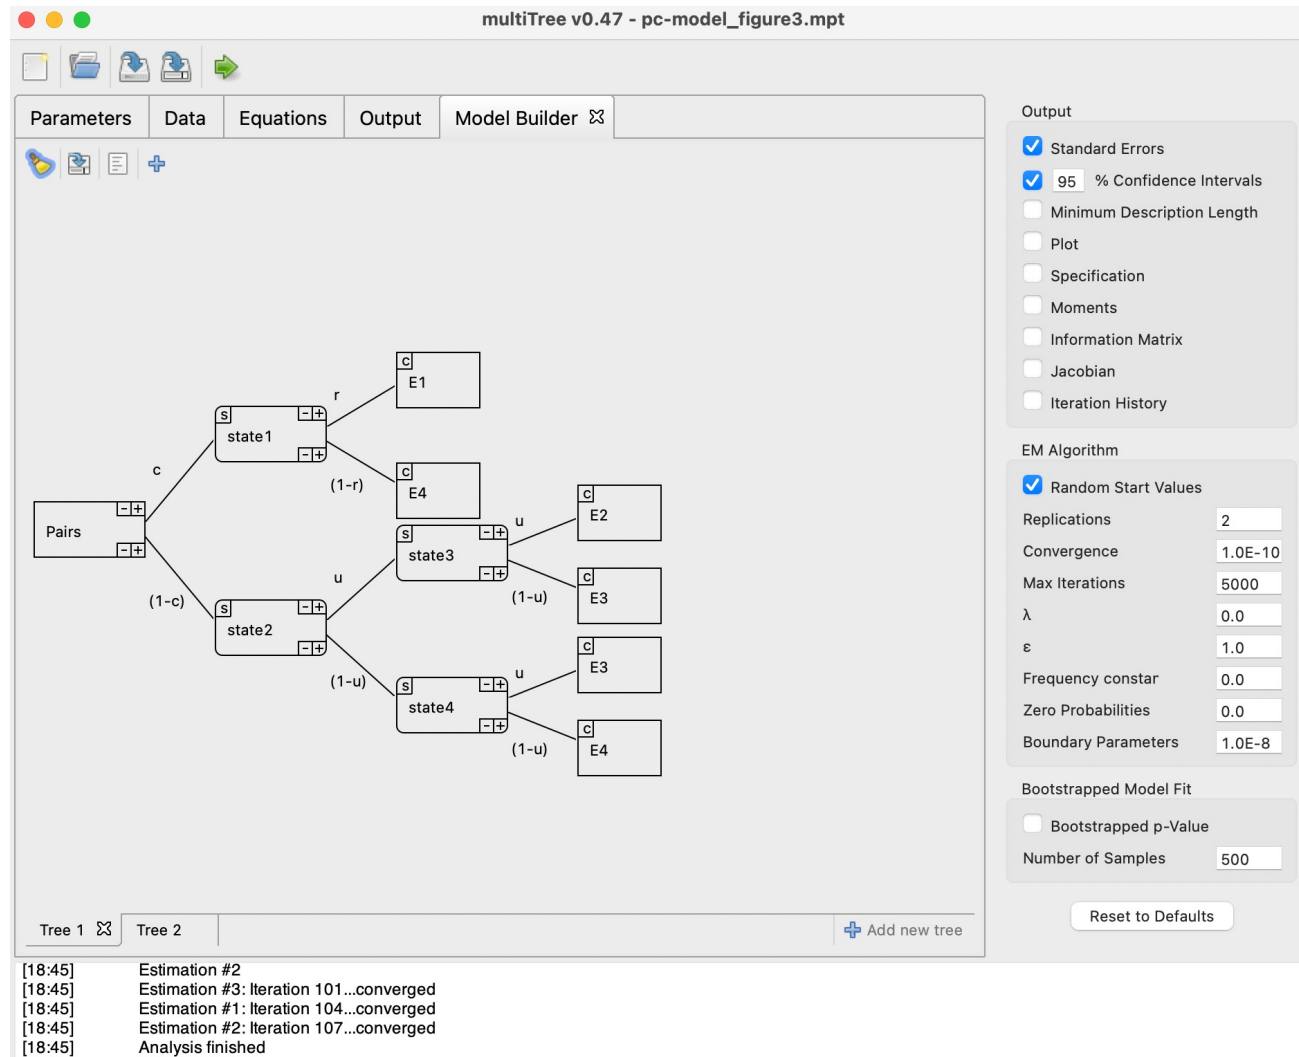 multiTree v0.47 - pc-model_figure3.mpt
Parameters
Data
Equations
Output
Model Builder
Pairs
c
(1-c)
s
state1
r
(1-r)
c
E1
c
E4
s
state2
u
(1-u)
s
state3
u
(1-u)
c
E2
c
E3
s
state4
u
(1-u)
c
E3
c
E4
Tree 1
Tree 2
Add new tree
Output
Standard Errors
95 % Confidence Intervals
Minimum Description Length
Plot
Specification
Moments
Information Matrix
Jacobian
Iteration History
EM Algorithm
Random Start Values
Replications 2
Convergence 1.0E-10
Max Iterations 5000
λ 0.0
ε 1.0
Frequency constar 0.0
Zero Probabilities 0.0
Boundary Parameters 1.0E-8
Bootstrapped Model Fit
Bootstrapped p-Value
Number of Samples 500
Reset to Defaults
[18:45] Estimation #2
[18:45] Estimation #3: Iteration 101...converged
[18:45] Estimation #1: Iteration 104...converged
[18:45] Estimation #2: Iteration 107...converged
[18:45] Analysis finished